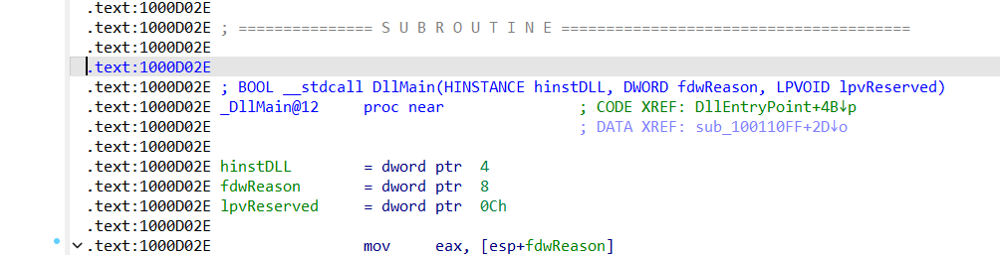 .text:1000D02E
.text:1000D02E ; =============== S U B R O U T I N E =======================================
.text:1000D02E
.text:1000D02E
.text:1000D02E ; BOOL __stdcall DllMain(HINSTANCE hinstDLL, DWORD fdwReason, LPVOID lpvReserved)
.text:1000D02E _DllMain@12     proc near               ; CODE XREF: DllEntryPoint+4B↓p
.text:1000D02E                                         ; DATA XREF: sub_100110FF+2D↓o
.text:1000D02E
.text:1000D02E hinstDLL        = dword ptr  4
.text:1000D02E fdwReason       = dword ptr  8
.text:1000D02E lpvReserved     = dword ptr  0Ch
.text:1000D02E
.text:1000D02E                 mov     eax, [esp+fdwReason]